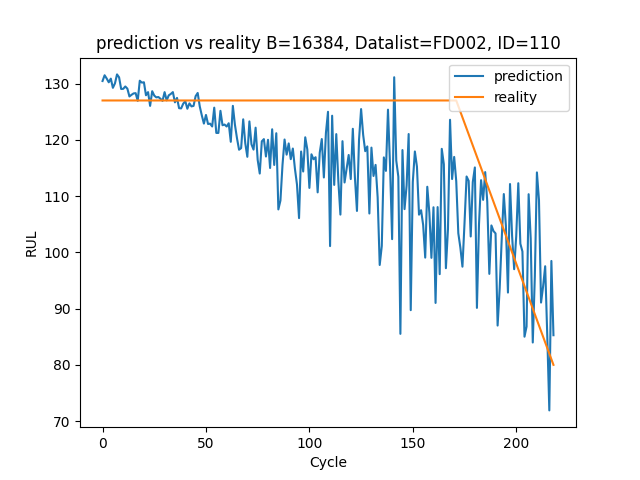 prediction vs reality B=16384, Datalist=FD002, ID=110
prediction
reality
130
120
110
100
90
80
70
RUL
0
50
100
150
200
Cycle